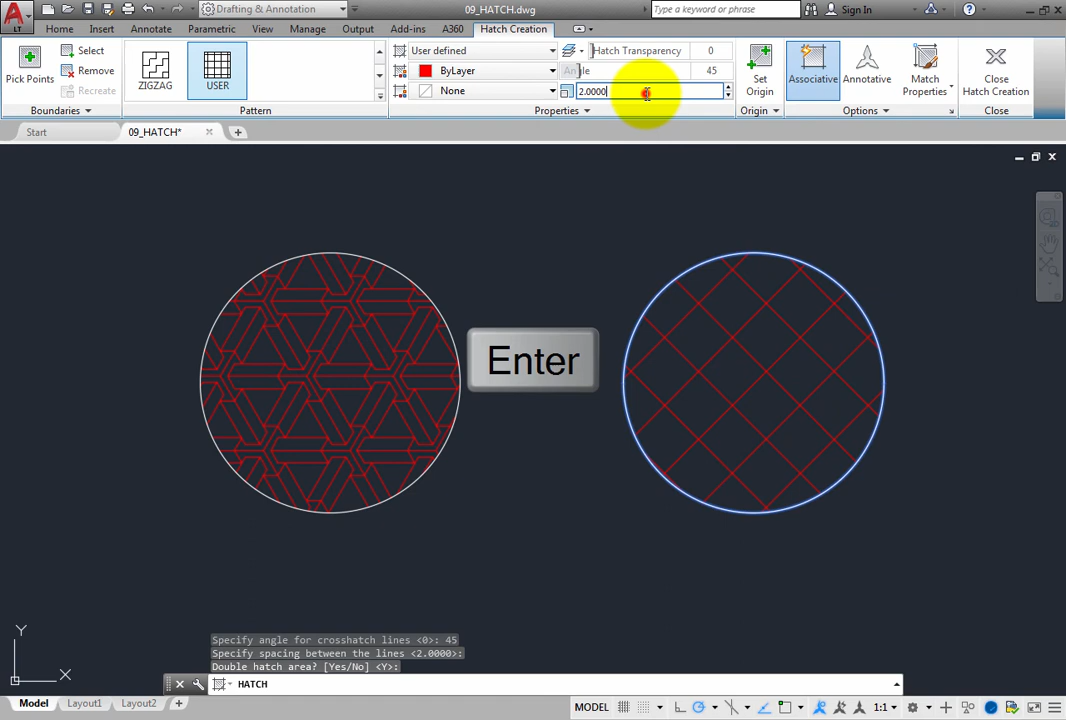 Drafting & Annotation
09_HATCH.dwg
Type a keyword or phrase
Sign In
LT
Home Insert Annotate Parametric View Manage Output Add-ins A360 Hatch Creation
Pick Points
Select
Remove
Recreate
Boundaries
ZIGZAG
USER
Pattern
User defined
ByLayer
None
Hatch Transparency 0
Angle 45
2.0000
Properties
Set
Origin
Origin
Associative
Annotative
Match
Properties
Options
Close
Hatch Creation
Close
Start
09_HATCH*
Enter
Y
X
Specify angle for crosshatch lines <0>: 45
Specify spacing between the lines <2.0000>:
Double hatch area? [Yes/No] <Y>:
HATCH
Model Layout1 Layout2
MODEL
1:1